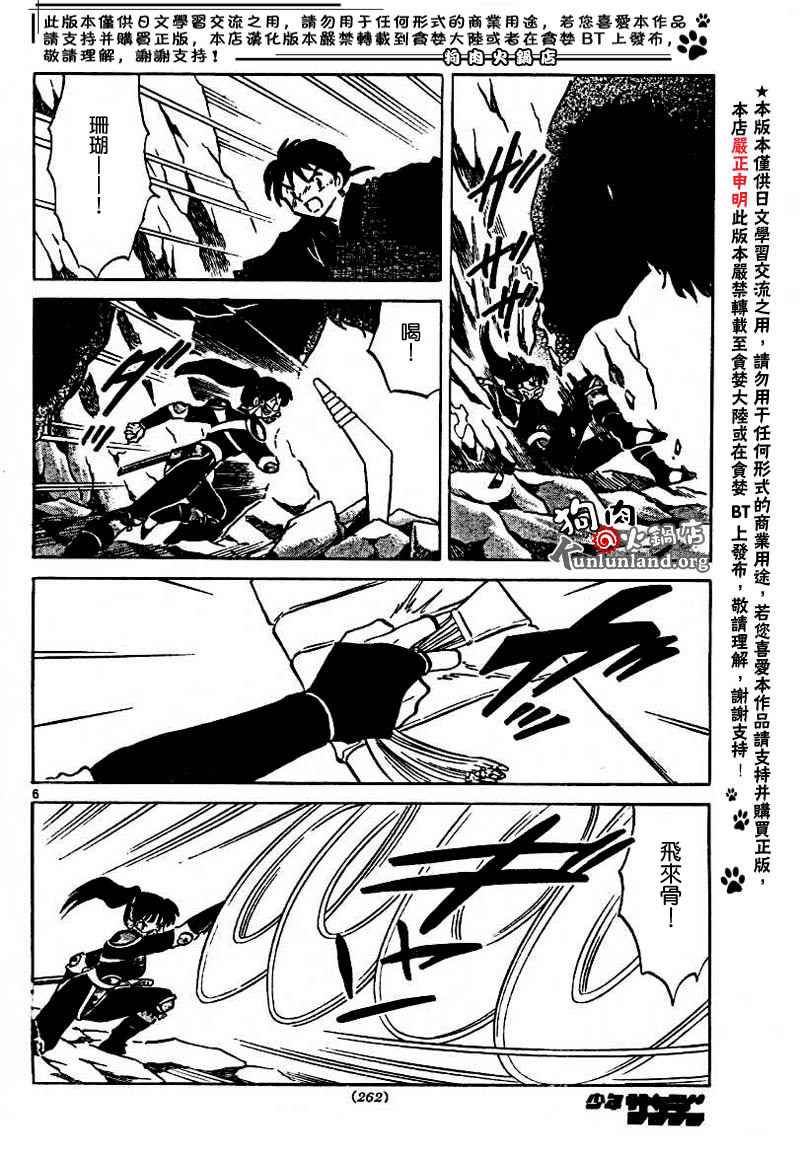 此版本僅供日文學習交流之用，請勿用于任何形式的商業用途，若您喜愛本作品
請支持并購買正版，本店漢化版本嚴禁轉載到貪婪大陸或者在貪婪 BT 上發布，
敬請理解，謝謝支持！
狗·肉·火·鍋·店
★本版本僅供日文學習交流之用，請勿用于任何形式的商業用途，若您喜愛本作品請支持并購買正版，
本店嚴正申明此版本嚴禁轉載至貪婪大陸或在貪婪 BT 上發布，敬請理解，謝謝支持！
珊瑚——！
喝！
狗肉火鍋店
Kunlunland.org
6
飛來骨！
(262)
少年サンデー